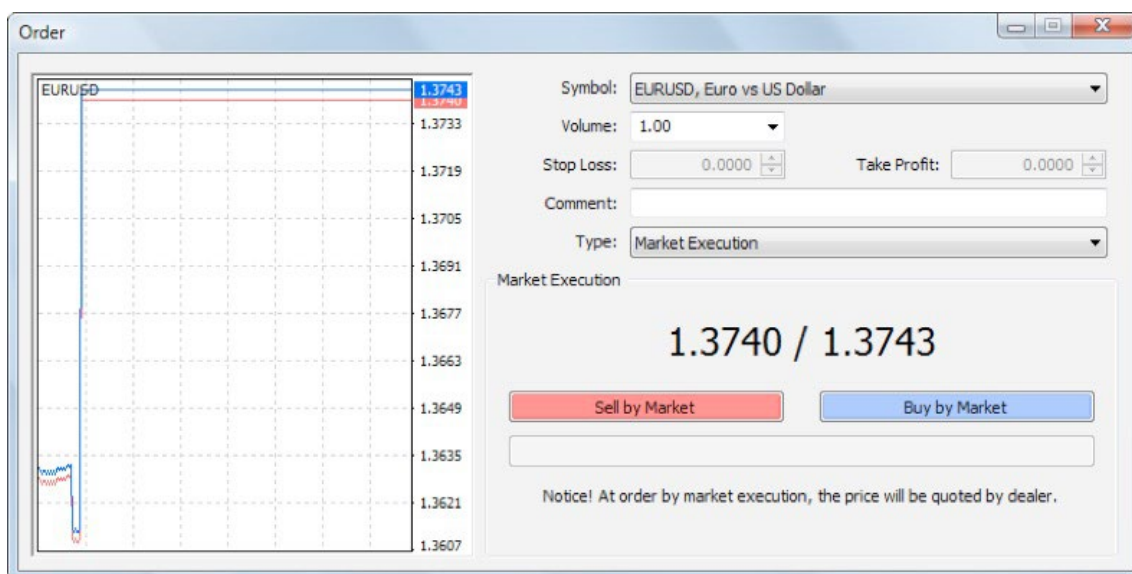 Order
EURUSD
1.3743
1.3740
1.3733
1.3719
1.3705
1.3691
1.3677
1.3663
1.3649
1.3635
1.3621
1.3607
Symbol: EURUSD, Euro vs US Dollar
Volume: 1.00
Stop Loss: 0.0000 Take Profit: 0.0000
Comment:
Type: Market Execution
Market Execution
1.3740 / 1.3743
Sell by Market Buy by Market
Notice! At order by market execution, the price will be quoted by dealer.